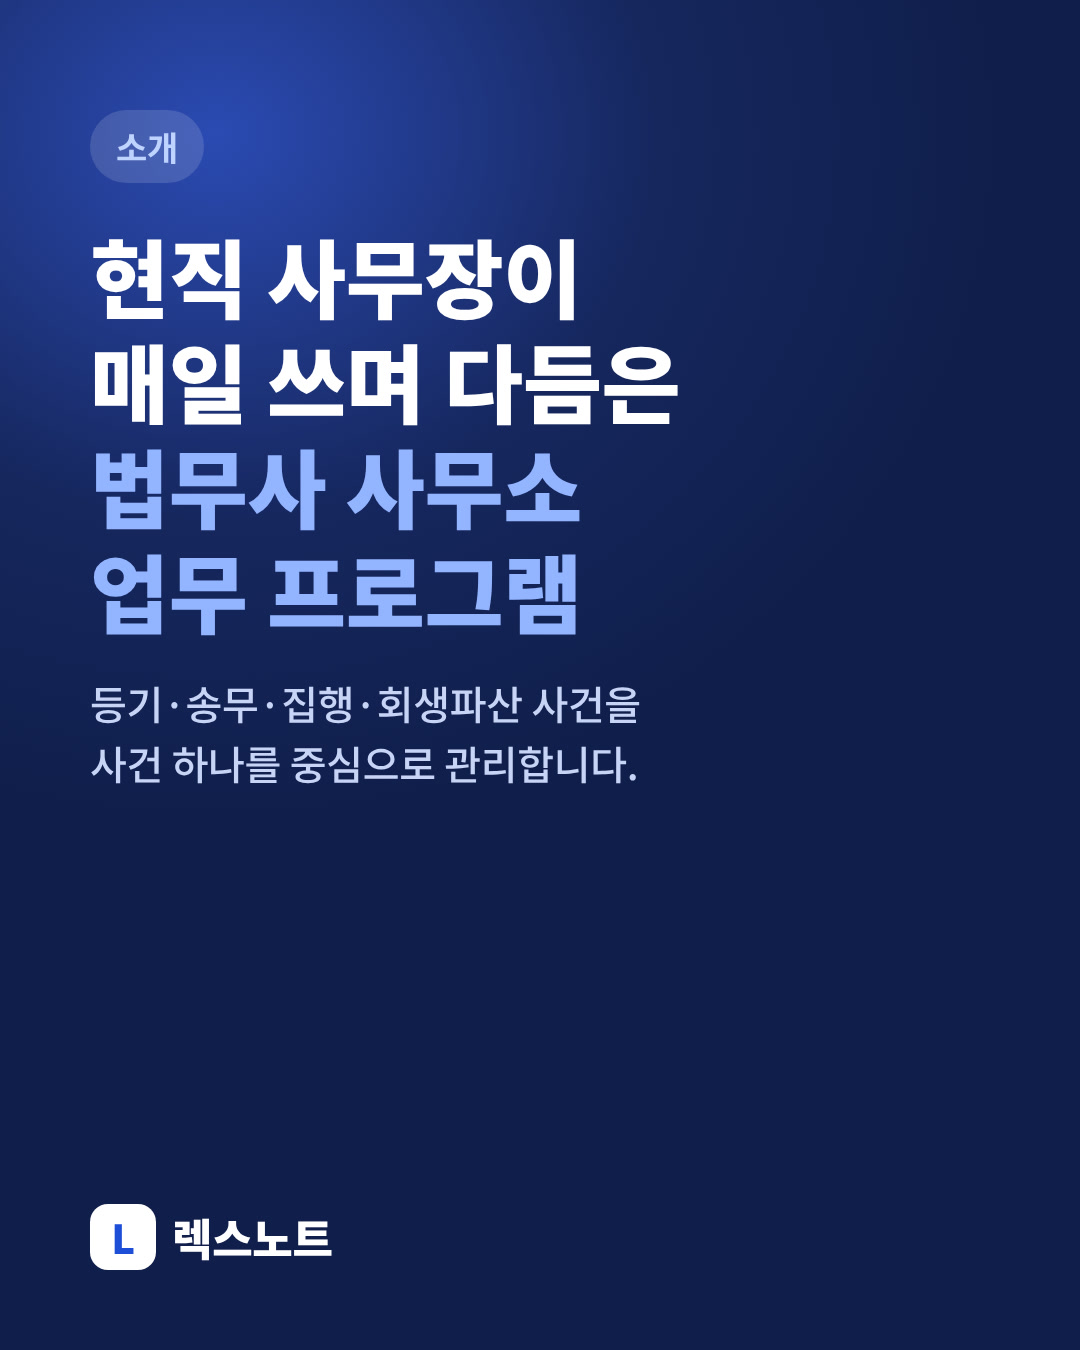 소개
현직 사무장이
매일 쓰며 다듬은
법무사 사무소
업무 프로그램
등기·송무·집행·회생파산 사건을
사건 하나를 중심으로 관리합니다.
L 렉스노트